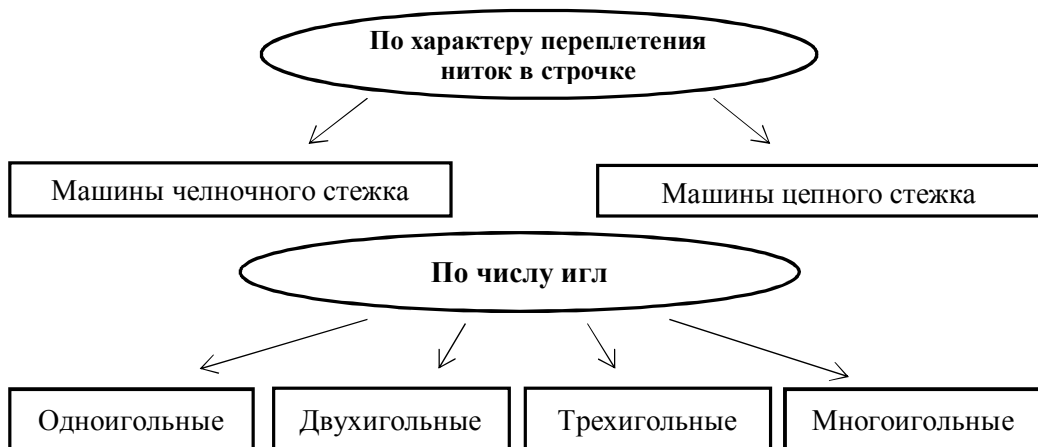 По характеру переплетения
ниток в строчке
Машины челночного стежка
Машины цепного стежка
По числу игл
Одноигольные
Двухигольные
Трехигольные
Многоигольные